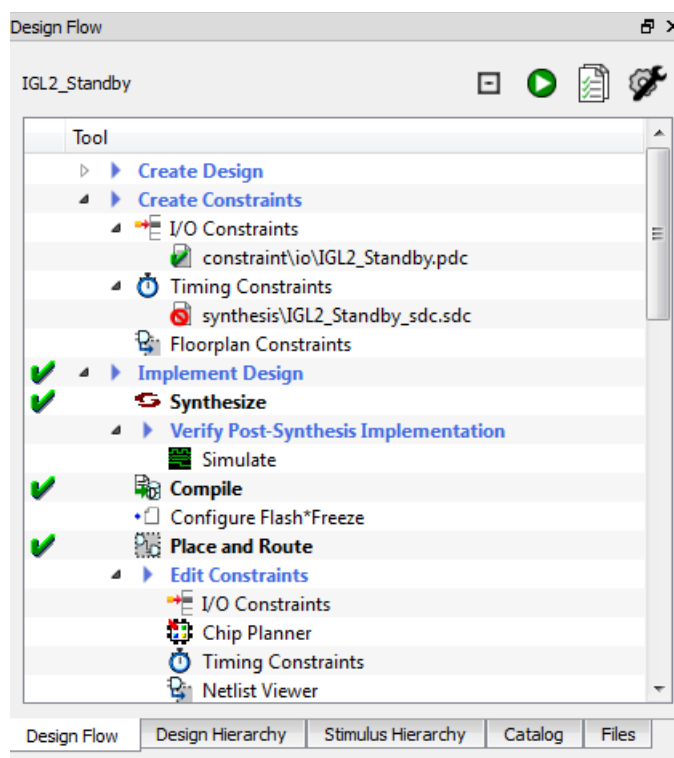 Design Flow
IGL2_Standby
Tool
Create Design
Create Constraints
I/O Constraints
constraint\io\IGL2_Standby.pdc
Timing Constraints
synthesis\IGL2_Standby_sdc.sdc
Floorplan Constraints
Implement Design
Synthesize
Verify Post-Synthesis Implementation
Simulate
Compile
Configure Flash*Freeze
Place and Route
Edit Constraints
I/O Constraints
Chip Planner
Timing Constraints
Netlist Viewer
Design Flow Design Hierarchy Stimulus Hierarchy Catalog Files